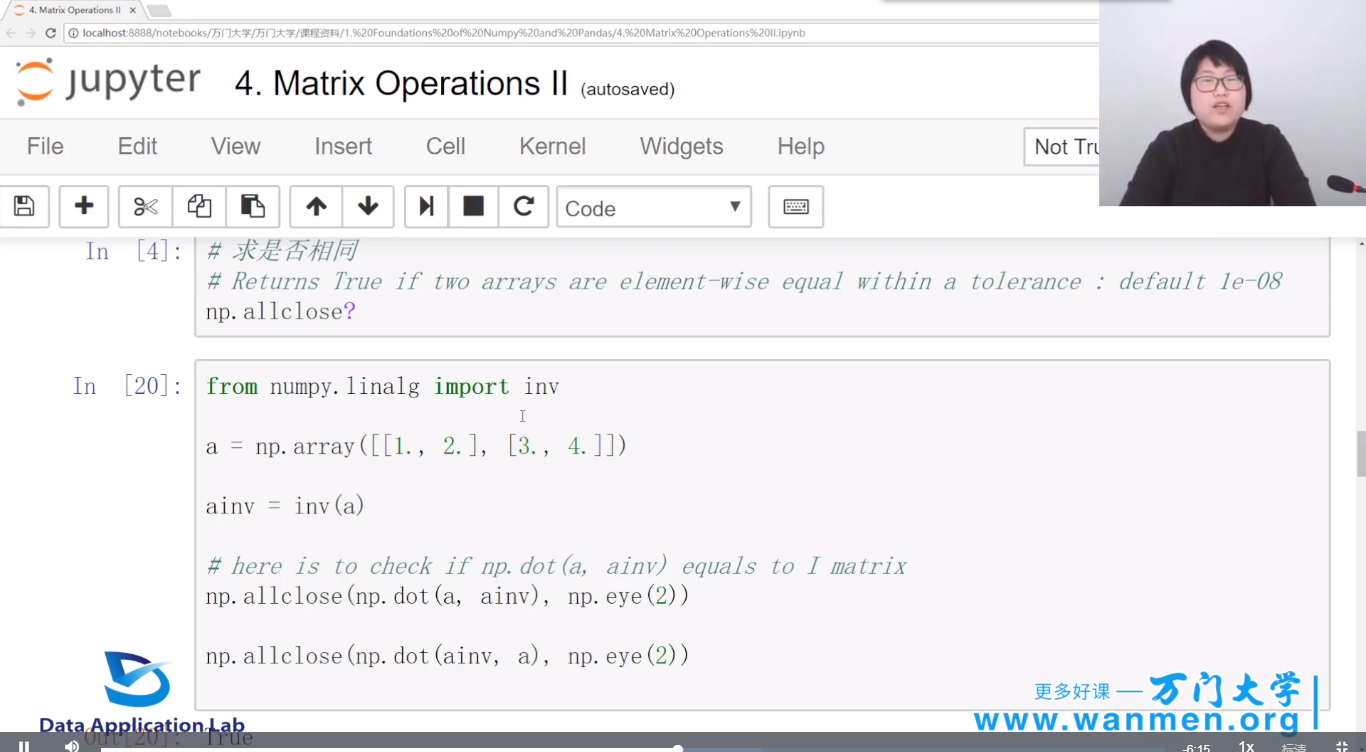 4. Matrix Operations II
localhost:8888/notebooks/万门大学/万门大学/课程资料/1.%20Foundations%20of%20Numpy%20and%20Pandas/4.%20Matrix%20Operations%20II.ipynb
jupyter 4. Matrix Operations II (autosaved)
File Edit View Insert Cell Kernel Widgets Help Not Tru
Code
In [4]: # 求是否相同
# Returns True if two arrays are element-wise equal within a tolerance : default 1e-08
np.allclose?
In [20]: from numpy.linalg import inv
a = np.array([[1., 2.], [3., 4.]])
ainv = inv(a)
# here is to check if np.dot(a, ainv) equals to I matrix
np.allclose(np.dot(a, ainv), np.eye(2))
np.allclose(np.dot(ainv, a), np.eye(2))
更多好课 — 万门大学
www.wanmen.org
Data Application Lab
Out[20]: True
-6:15 1x 标清